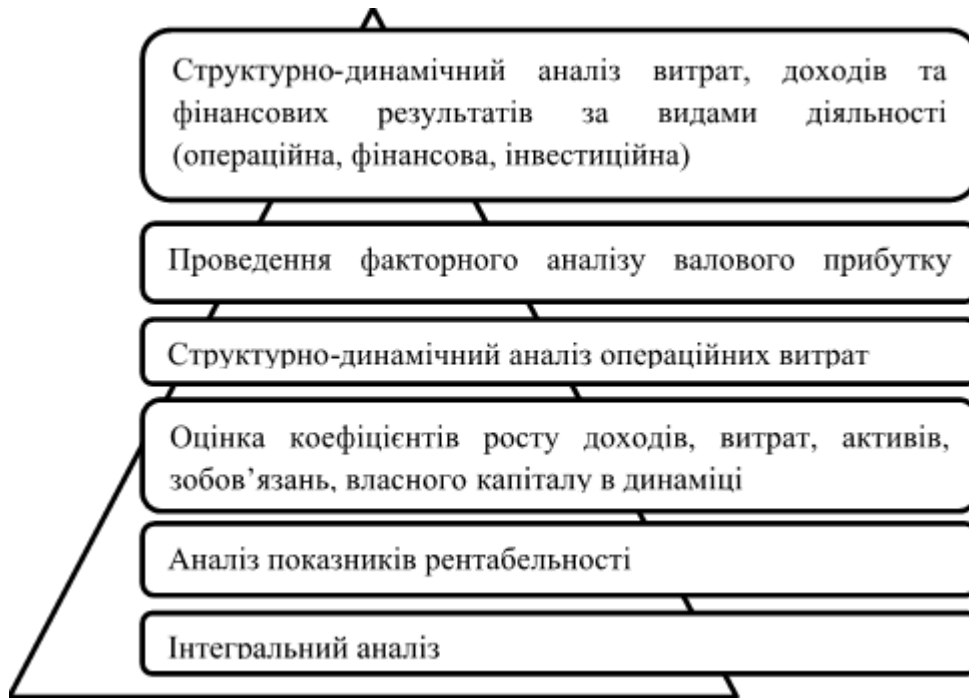 Структурно-динамічний аналіз витрат, доходів та
фінансових результатів за видами діяльності
(операційна, фінансова, інвестиційна)
Проведення факторного аналізу валового прибутку
Структурно-динамічний аналіз операційних витрат
Оцінка коефіцієнтів росту доходів, витрат, активів,
зобов’язань, власного капіталу в динаміці
Аналіз показників рентабельності
Інтегральний аналіз